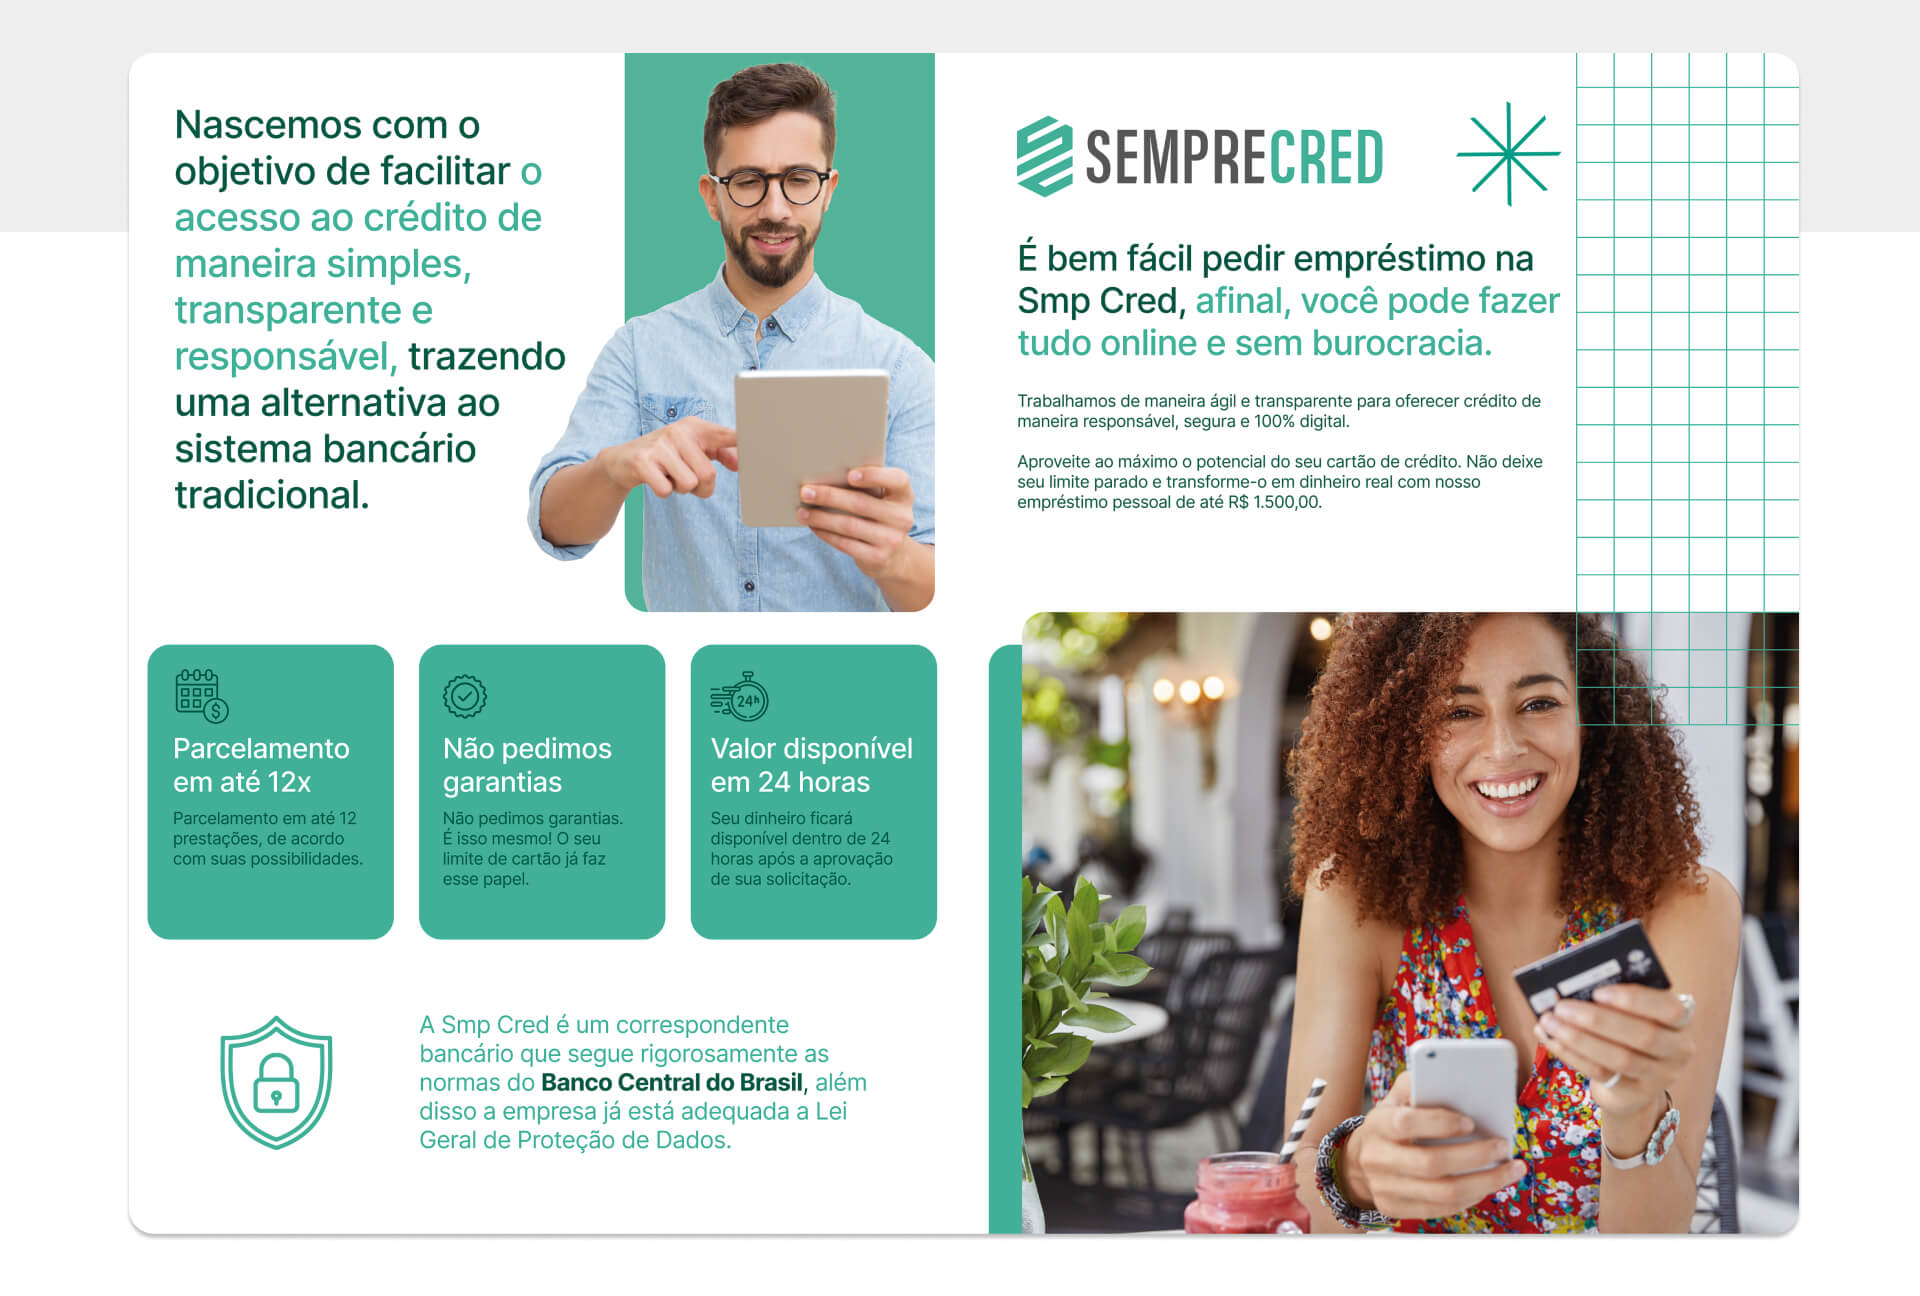 Nascemos com o
objetivo de facilitar o
acesso ao crédito de
maneira simples,
transparente e
responsável, trazendo
uma alternativa ao
sistema bancário
tradicional.
SEMPRECRED
É bem fácil pedir empréstimo na
Smp Cred, afinal, você pode fazer
tudo online e sem burocracia.
Trabalhamos de maneira ágil e transparente para oferecer crédito de
maneira responsável, segura e 100% digital.
Aproveite ao máximo o potencial do seu cartão de crédito. Não deixe
seu limite parado e transforme-o em dinheiro real com nosso
empréstimo pessoal de até R$ 1.500,00.
$
Parcelamento
em até 12x
Parcelamento em até 12
prestações, de acordo
com suas possibilidades.
Não pedimos
garantias
Não pedimos garantias.
É isso mesmo! O seu
limite de cartão já faz
esse papel.
24h
Valor disponível
em 24 horas
Seu dinheiro ficará
disponível dentro de 24
horas após a aprovação
de sua solicitação.
A Smp Cred é um correspondente
bancário que segue rigorosamente as
normas do Banco Central do Brasil, além
disso a empresa já está adequada a Lei
Geral de Proteção de Dados.